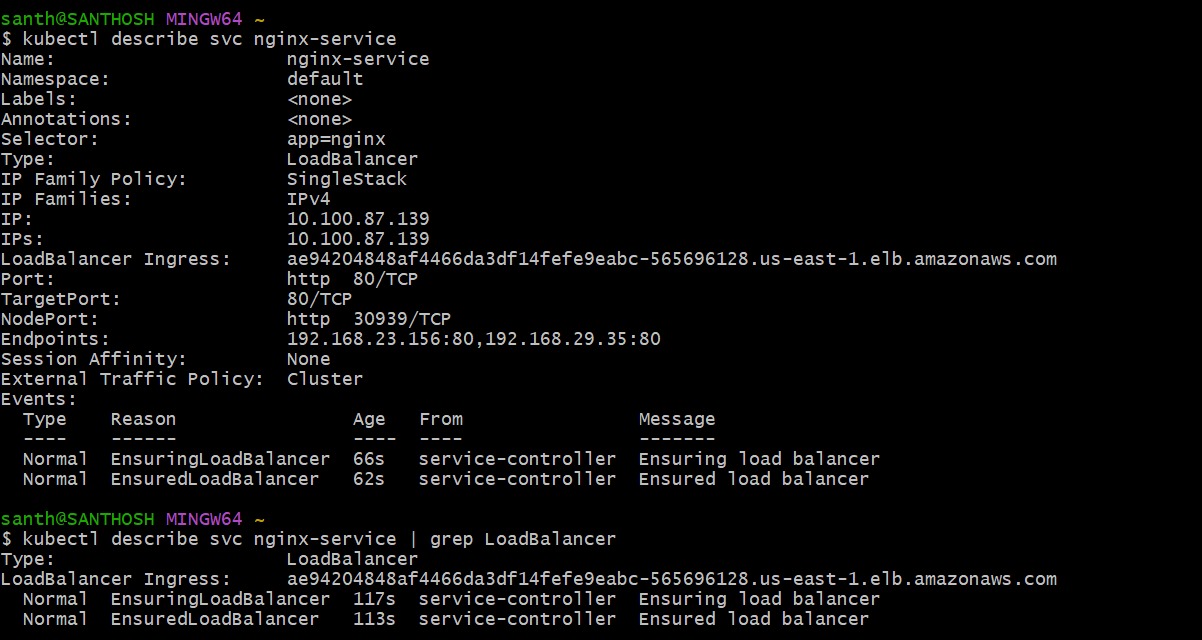 santh@SANTHOSH MINGW64 ~
$ kubectl describe svc nginx-service
Name:                     nginx-service
Namespace:                default
Labels:                   <none>
Annotations:              <none>
Selector:                 app=nginx
Type:                     LoadBalancer
IP Family Policy:         SingleStack
IP Families:              IPv4
IP:                       10.100.87.139
IPs:                      10.100.87.139
LoadBalancer Ingress:     ae94204848af4466da3df14fefe9eabc-565696128.us-east-1.elb.amazonaws.com
Port:                     http  80/TCP
TargetPort:               80/TCP
NodePort:                 http  30939/TCP
Endpoints:                192.168.23.156:80,192.168.29.35:80
Session Affinity:         None
External Traffic Policy:  Cluster
Events:
  Type    Reason                Age   From                Message
  ----    ------                ----  ----                -------
  Normal  EnsuringLoadBalancer  66s   service-controller  Ensuring load balancer
  Normal  EnsuredLoadBalancer   62s   service-controller  Ensured load balancer

santh@SANTHOSH MINGW64 ~
$ kubectl describe svc nginx-service | grep LoadBalancer
Type:                     LoadBalancer
LoadBalancer Ingress:     ae94204848af4466da3df14fefe9eabc-565696128.us-east-1.elb.amazonaws.com
  Normal  EnsuringLoadBalancer  117s  service-controller  Ensuring load balancer
  Normal  EnsuredLoadBalancer   113s  service-controller  Ensured load balancer